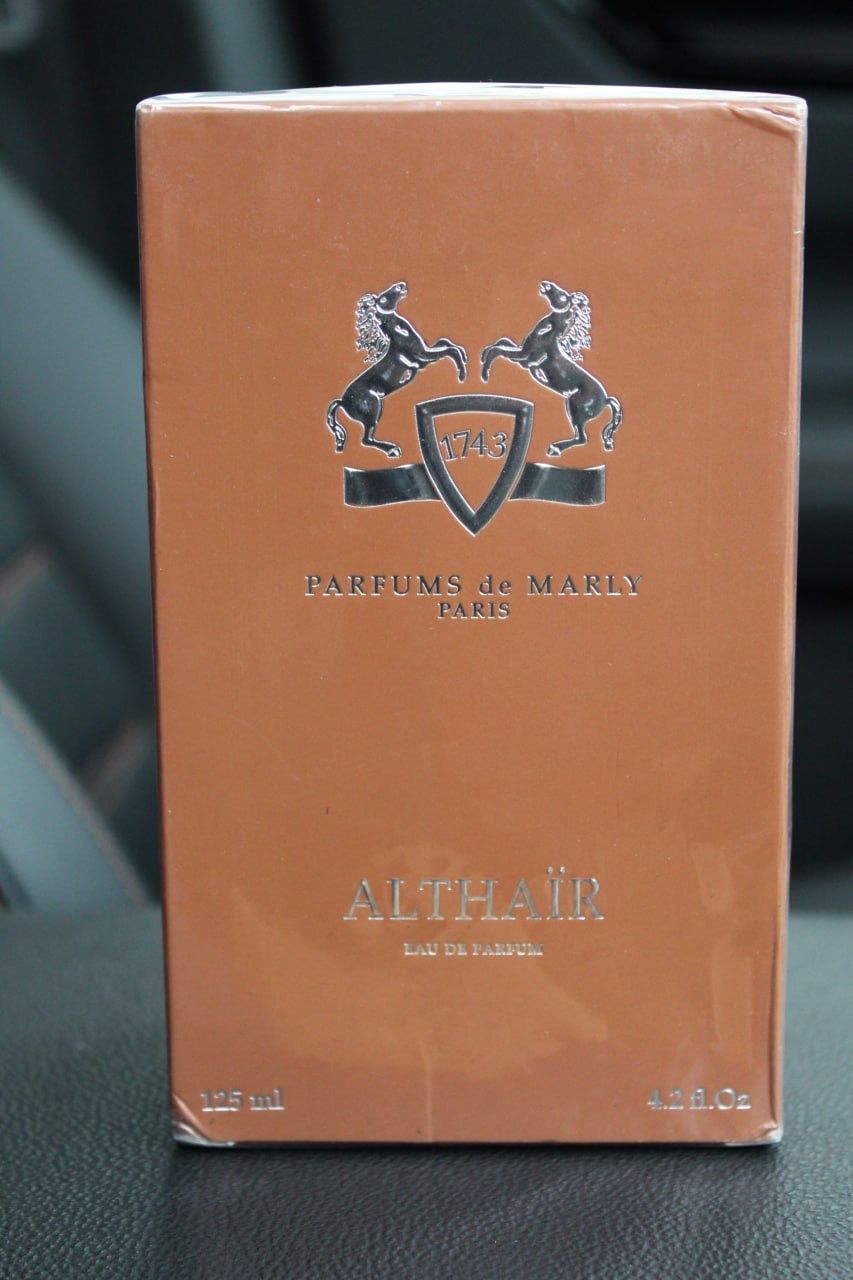 1743
PARFUMS de MARLY
PARIS
ALTHAÏR
EAU DE PARFUM
125 ml
4.2 fl.Oz